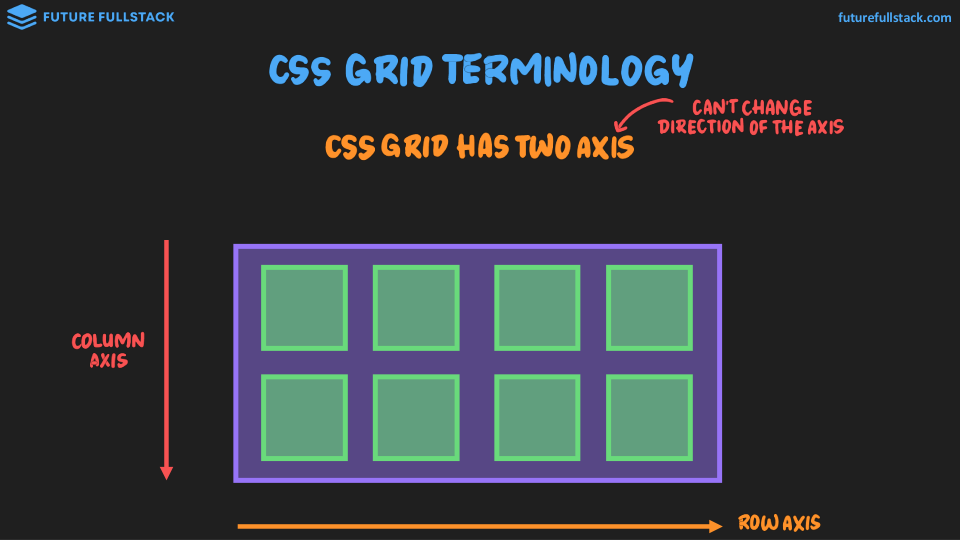 FUTURE FULLSTACK
futurefullstack.com
CSS GRID TERMINOLOGY
CAN'T CHANGE
DIRECTION OF THE AXIS
CSS GRID HAS TWO AXIS
COLUMN
AXIS
ROW AXIS